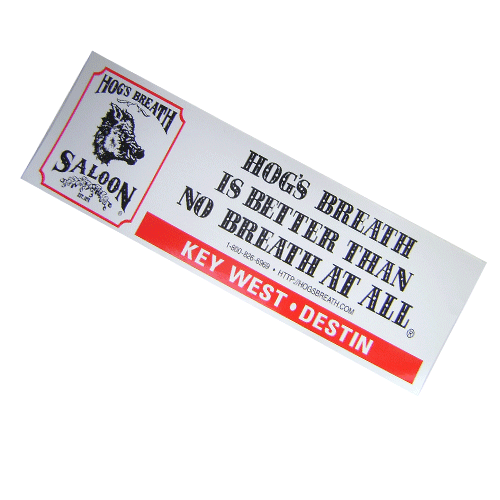 HOG'S BREATH
SALOON
®
HOG'S BREATH
IS BETTER THAN
NO BREATH AT ALL®
1-800-826-6969 • HTTP://HOGSBREATH.COM
KEY WEST • DESTIN